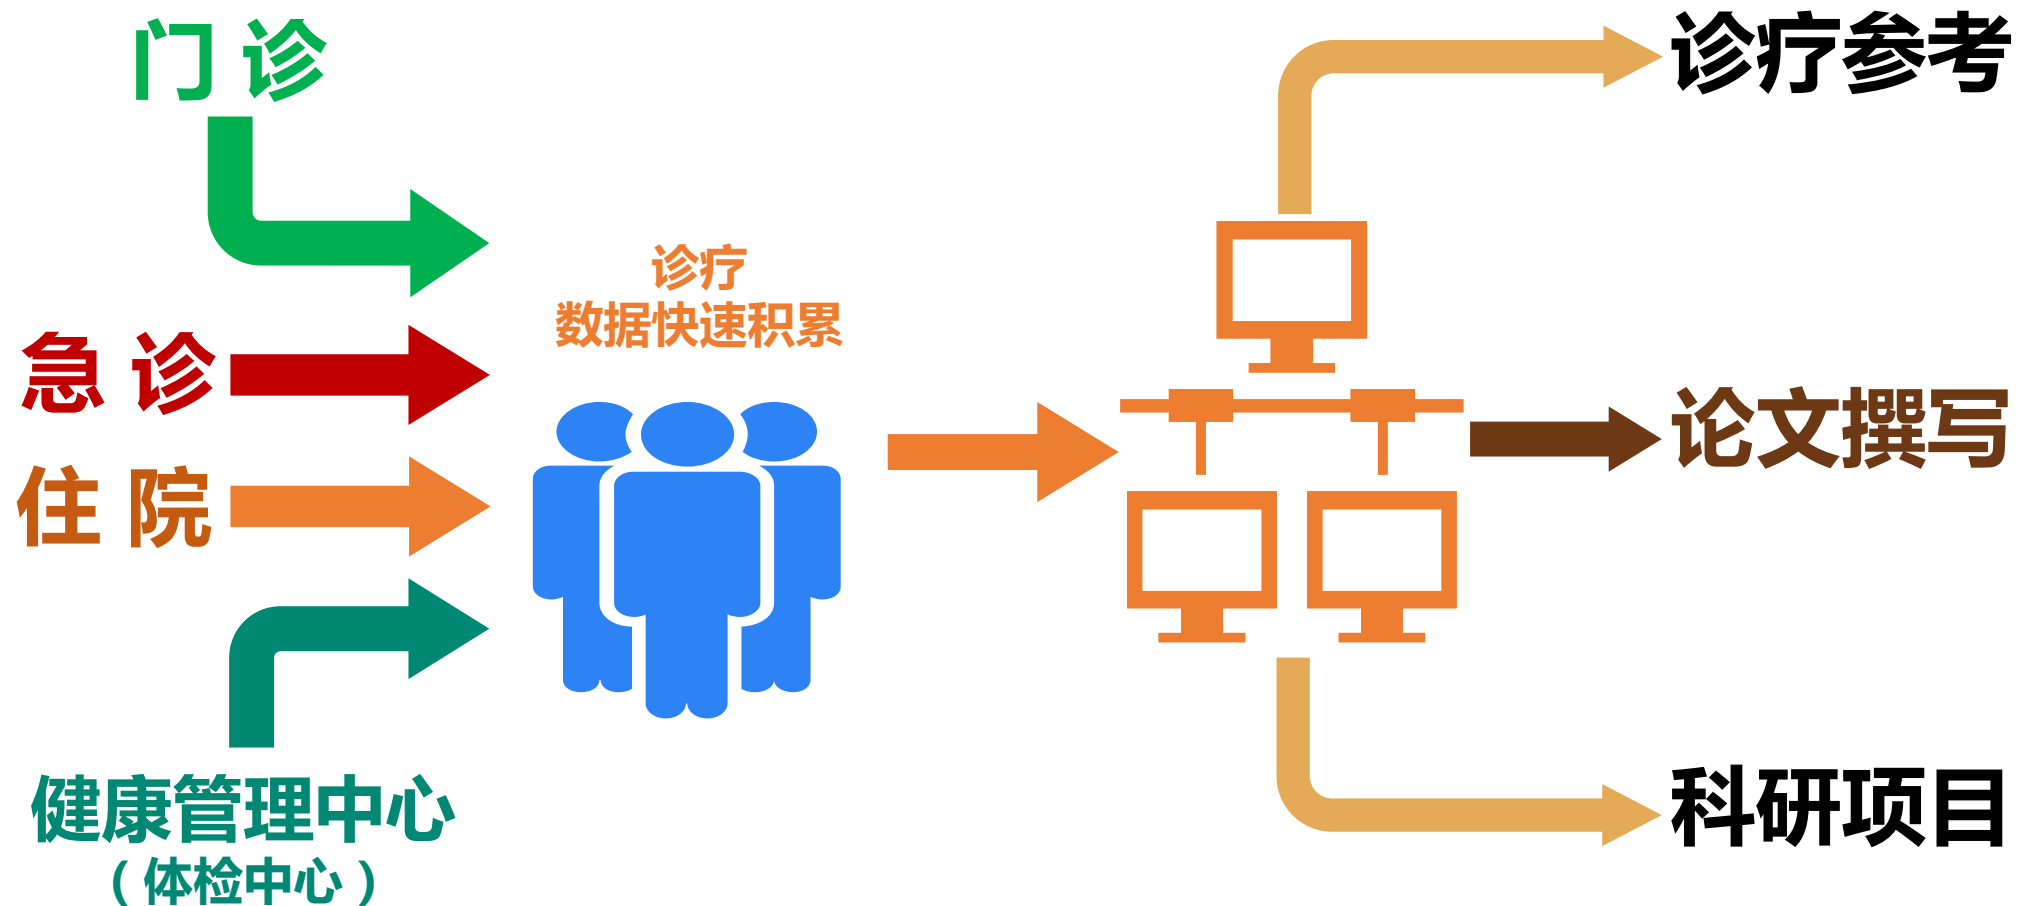 门 诊
急 诊
住 院
健康管理中心
（体检中心）
诊疗
数据快速积累
诊疗参考
论文撰写
科研项目